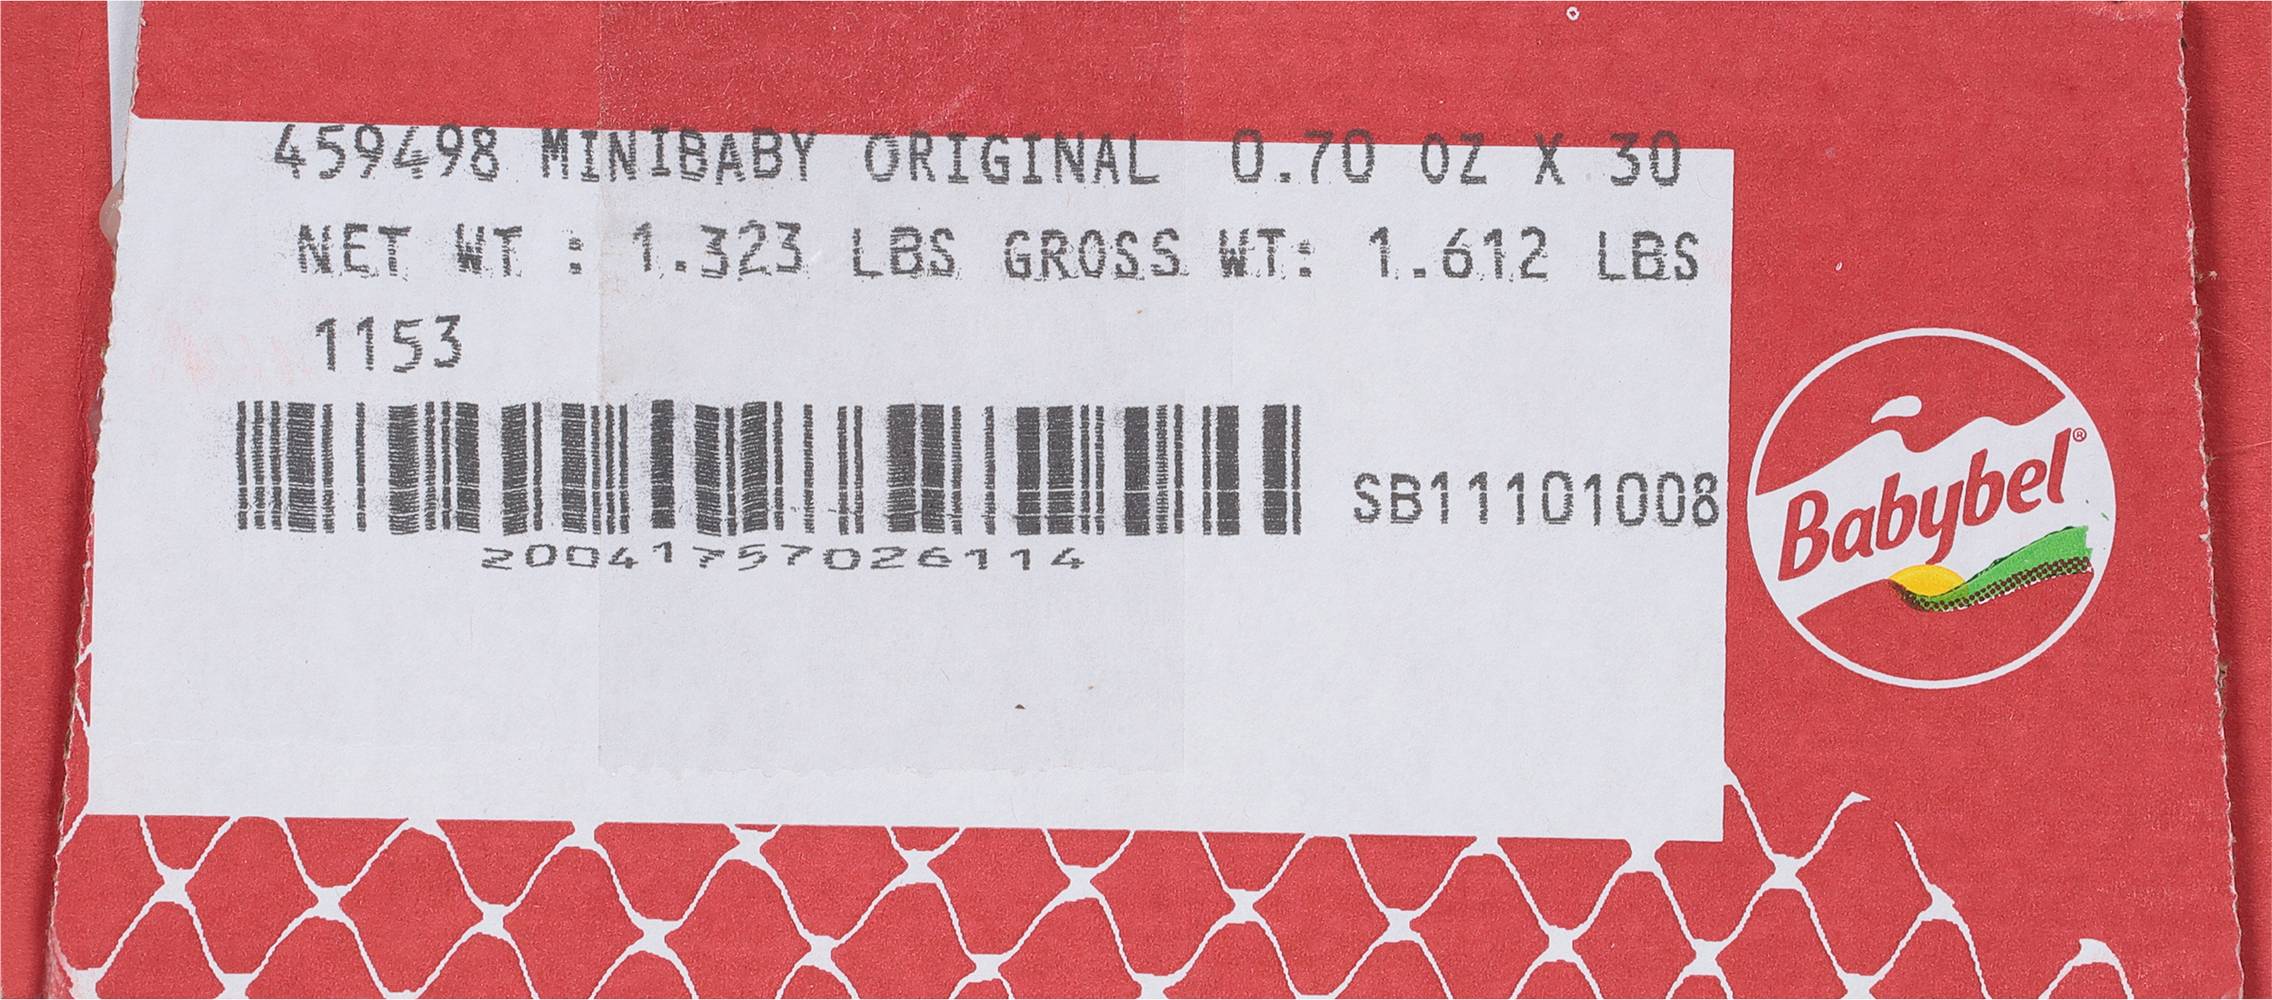 459498 MINIBABY ORIGINAL 0.70 OZ X 30
NET WT : 1.323 LBS GROSS WT: 1.612 LBS
1153
SB11101008
20041757026114
Babybel®